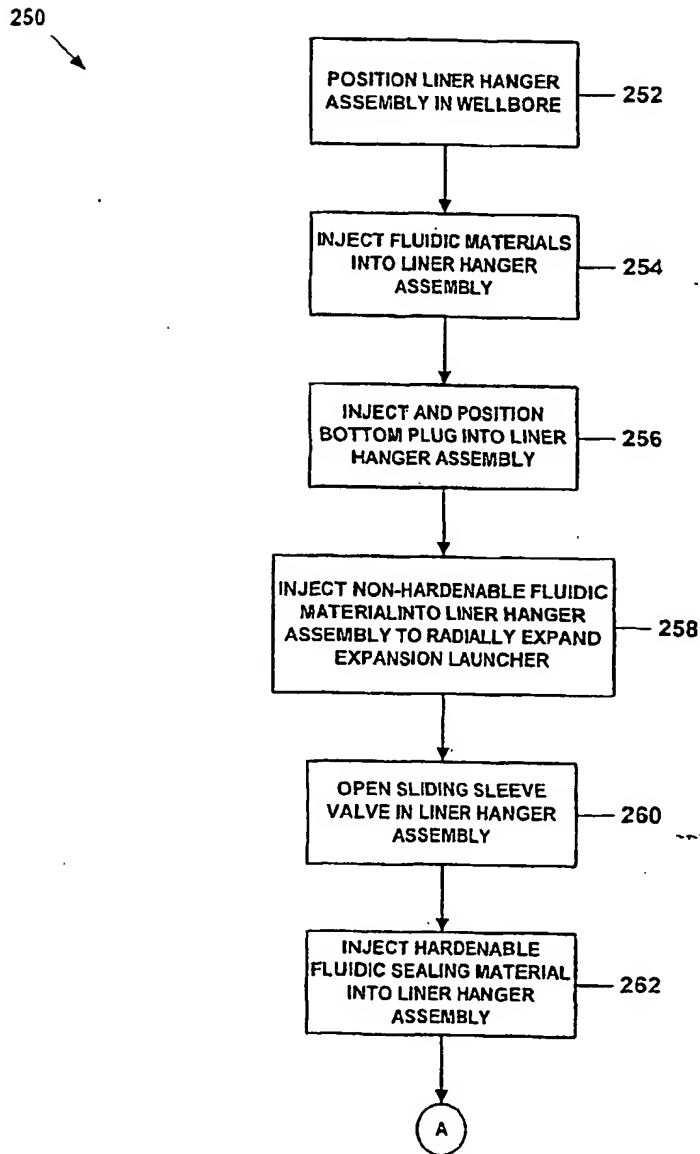 250
POSITION LINER HANGER
ASSEMBLY IN WELLBORE
252
INJECT FLUIDIC MATERIALS
INTO LINER HANGER
ASSEMBLY
254
INJECT AND POSITION
BOTTOM PLUG INTO LINER
HANGER ASSEMBLY
256
INJECT NON-HARDENABLE FLUIDIC
MATERIALINTO LINER HANGER
ASSEMBLY TO RADIALLY EXPAND
EXPANSION LAUNCHER
258
OPEN SLIDING SLEEVE
VALVE IN LINER HANGER
ASSEMBLY
260
INJECT HARDENABLE
FLUIDIC SEALING MATERIAL
INTO LINER HANGER
ASSEMBLY
262
A